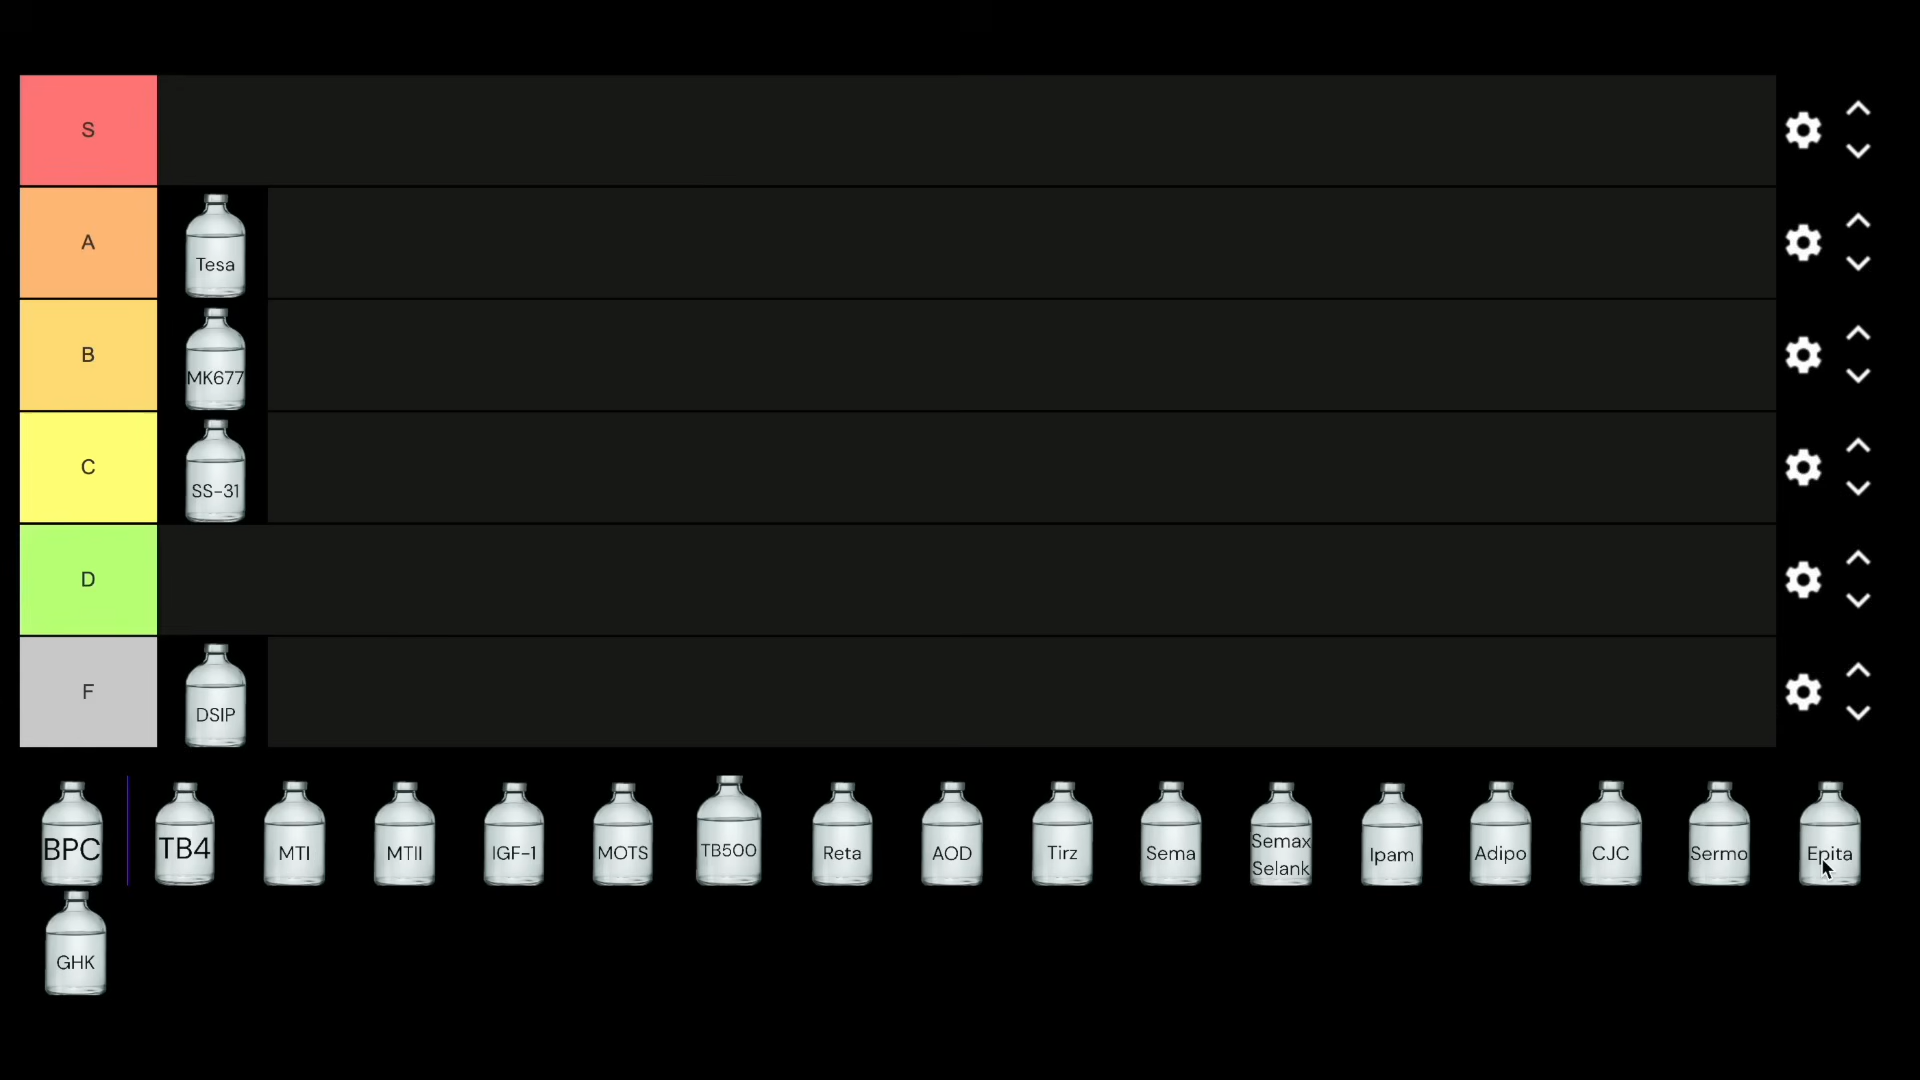 S
A
Tesa
B
MK677
C
SS-31
D
F
DSIP
BPC
TB4
MTI
MTII
IGF-1
MOTS
TB500
Reta
AOD
Tirz
Sema
Semax
Selank
Ipam
Adipo
CJC
Sermo
Epita
GHK